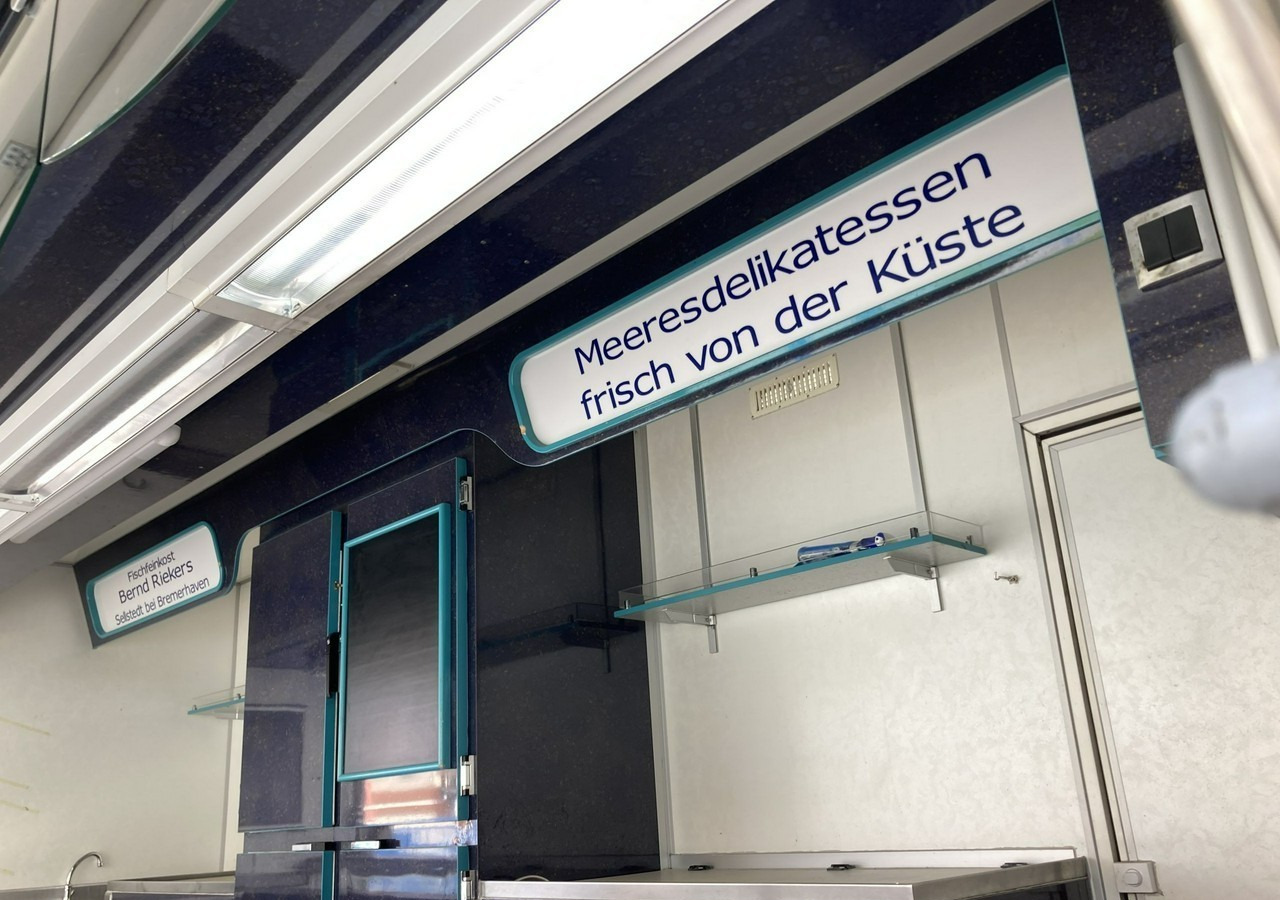 Meeresdelikatessen
frisch von der Küste
Fischfeinkost
Bernd Riekers
Sellstedt bei Bremerhaven